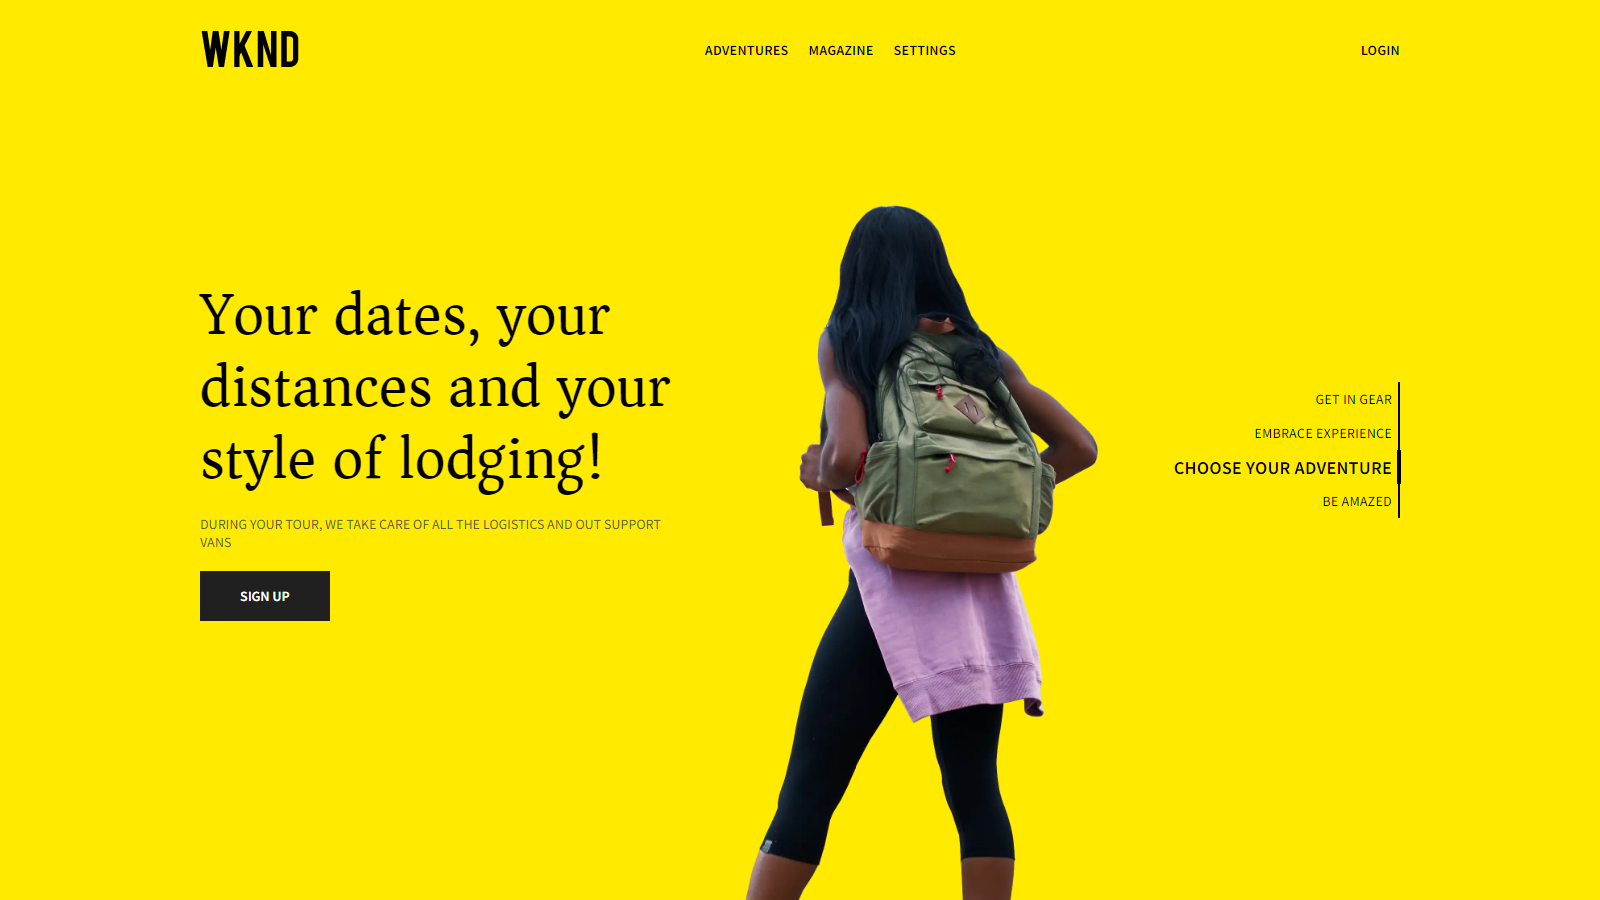 WKND
ADVENTURES MAGAZINE SETTINGS
LOGIN
Your dates, your
distances and your
style of lodging!
DURING YOUR TOUR, WE TAKE CARE OF ALL THE LOGISTICS AND OUT SUPPORT
VANS
SIGN UP
GET IN GEAR
EMBRACE EXPERIENCE
CHOOSE YOUR ADVENTURE
BE AMAZED